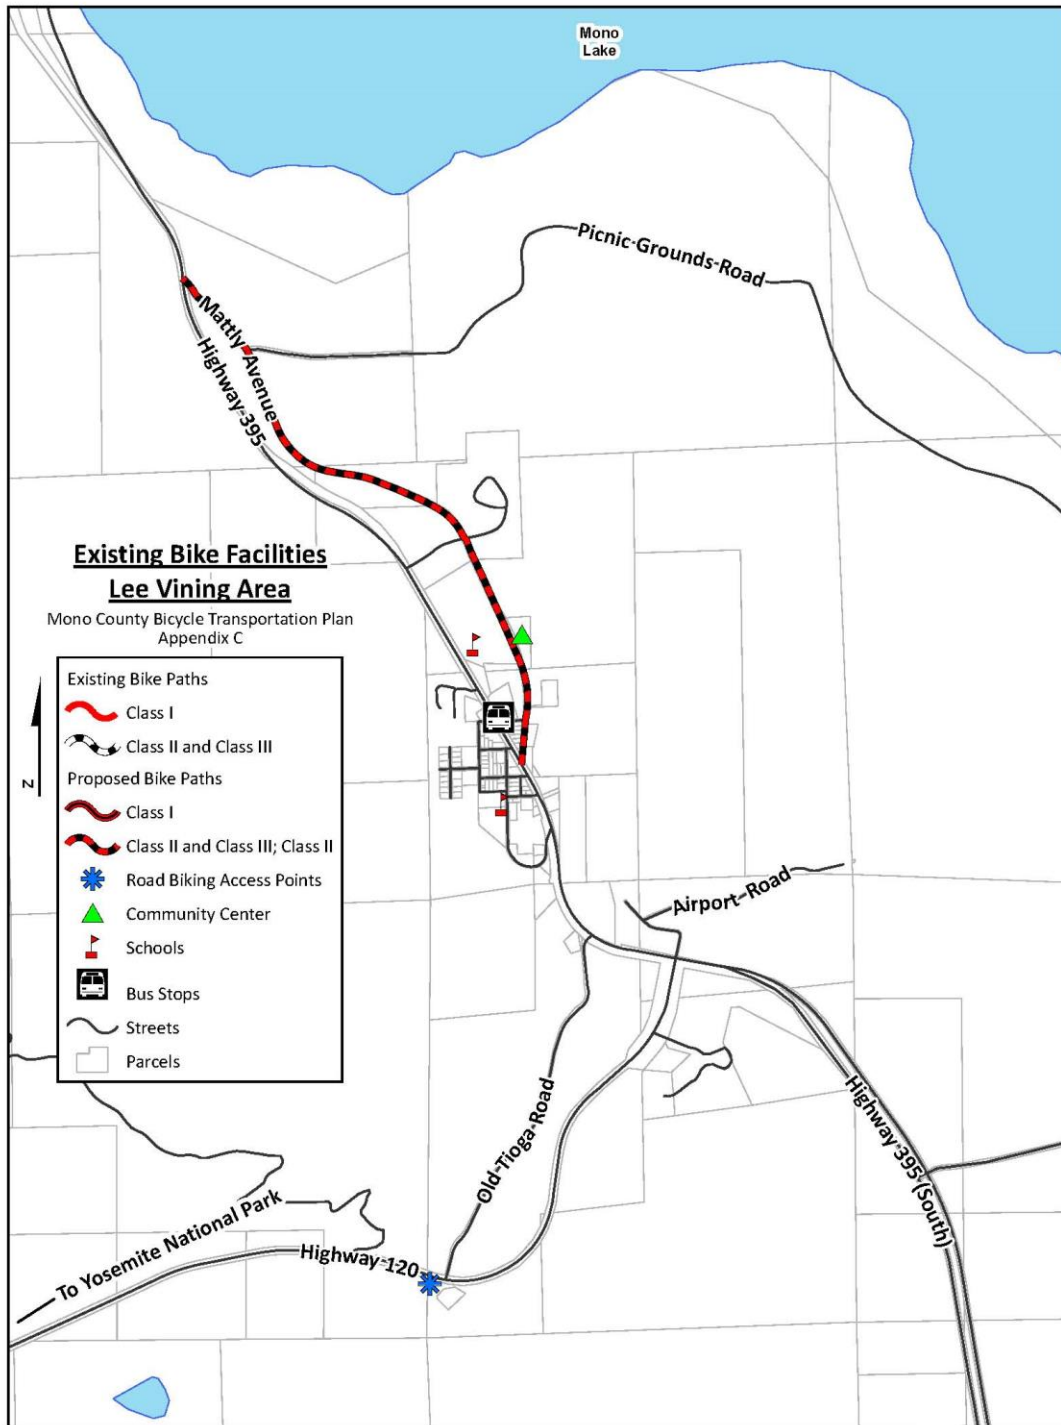 Mono
Lake
Picnic Grounds Road
Mattly Avenue
Highway 395
Existing Bike Facilities
Lee Vining Area
Mono County Bicycle Transportation Plan
Appendix C
Existing Bike Paths
Class I
Class II and Class III
Proposed Bike Paths
Class I
Class II and Class III; Class II
Road Biking Access Points
Community Center
Schools
Bus Stops
Streets
Parcels
N
Airport Road
Old Tioga Road
Highway 395 (South)
To Yosemite National Park
Highway 120